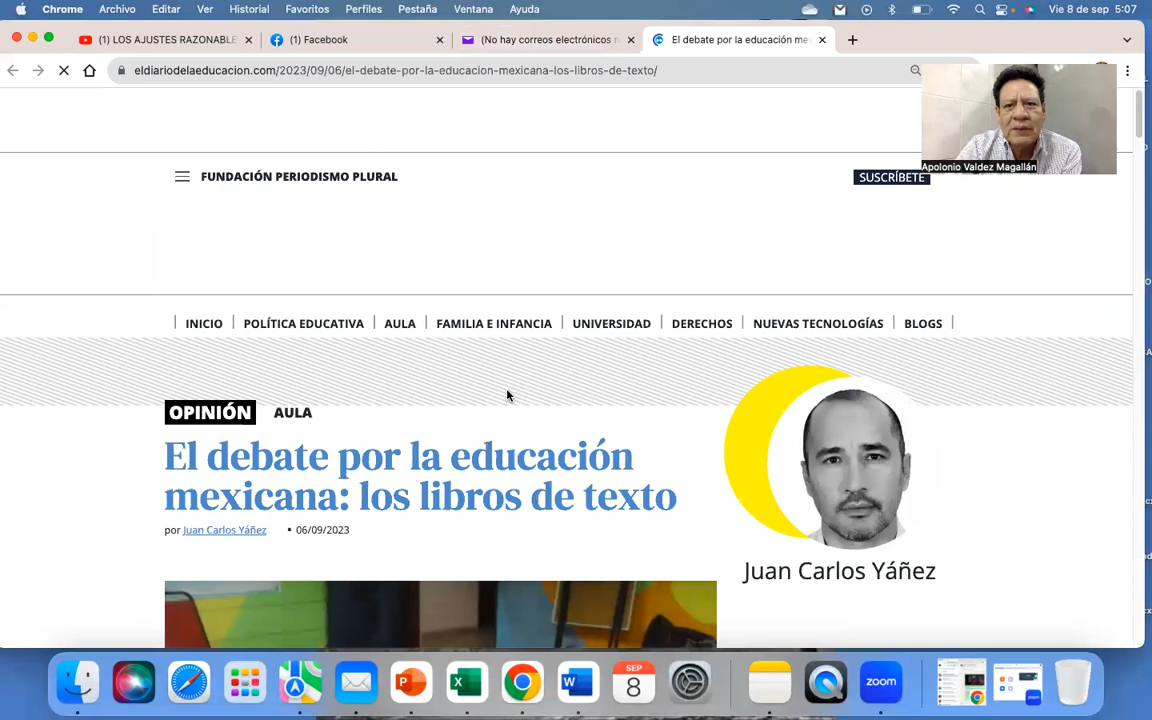 Chrome Archivo Editar Ver Historial Favoritos Perfiles Pestaña Ventana Ayuda Vie 8 de sep 5:07
(1) LOS AJUSTES RAZONABLE
(1) Facebook
(No hay correos electrónicos
El debate por la educación me
eldiariodelaeducacion.com/2023/09/06/el-debate-por-la-educacion-mexicana-los-libros-de-texto/
Apolonio Valdez Magallán
FUNDACIÓN PERIODISMO PLURAL
SUSCRÍBETE
INICIO
POLÍTICA EDUCATIVA
AULA
FAMILIA E INFANCIA
UNIVERSIDAD
DERECHOS
NUEVAS TECNOLOGÍAS
BLOGS
OPINIÓN AULA
El debate por la educación
mexicana: los libros de texto
por Juan Carlos Yáñez ▪ 06/09/2023
Juan Carlos Yáñez
SEP
8
zoom